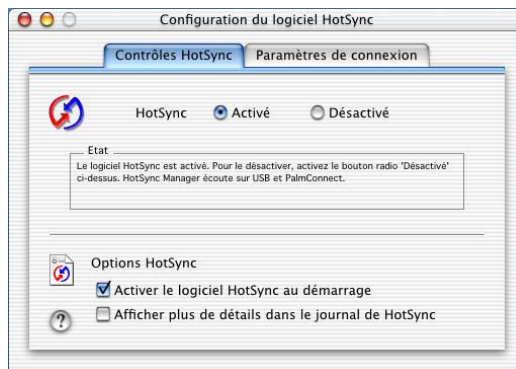 Configuration du logiciel HotSync
Contrôles HotSync Paramètres de connexion
HotSync Activé Désactivé
Etat
Le logiciel HotSync est activé. Pour le désactiver, activez le bouton radio 'Désactivé'
ci-dessus. HotSync Manager écoute sur USB et PalmConnect.
Options HotSync
Activer le logiciel HotSync au démarrage
Afficher plus de détails dans le journal de HotSync
?